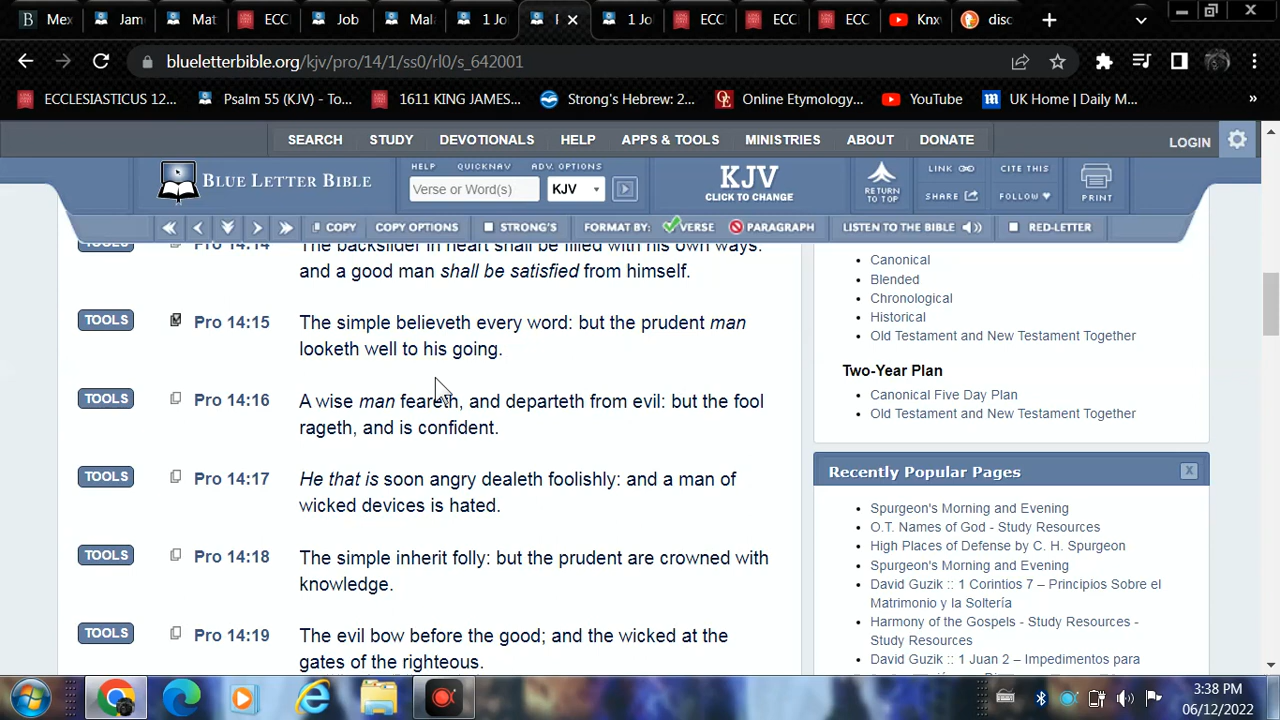 Mex
Jam
Mat
ECC
Job
Mal
1 Jo
1 Jo
ECC
ECC
ECC
Knx
disc
blueletterbible.org/kjv/pro/14/1/ss0/rl0/s_642001
ECCLESIASTICUS 12...
Psalm 55 (KJV) - To...
1611 KING JAMES...
Strong's Hebrew: 2...
Online Etymology...
YouTube
UK Home | Daily M...
SEARCH STUDY DEVOTIONALS HELP APPS & TOOLS MINISTRIES ABOUT DONATE LOGIN
BLUE LETTER BIBLE
HELP QUICKNAV ADV. OPTIONS
Verse or Word(s) KJV
KJV
CLICK TO CHANGE
RETURN
TO TOP
LINK
SHARE
CITE THIS
FOLLOW
PRINT
COPY COPY OPTIONS STRONG'S FORMAT BY: VERSE PARAGRAPH LISTEN TO THE BIBLE RED-LETTER
TOOLS Pro 14:14 The backslider in heart shall be filled with his own ways:
and a good man shall be satisfied from himself.
TOOLS Pro 14:15 The simple believeth every word: but the prudent man
looketh well to his going.
TOOLS Pro 14:16 A wise man feareth, and departeth from evil: but the fool
rageth, and is confident.
TOOLS Pro 14:17 He that is soon angry dealeth foolishly: and a man of
wicked devices is hated.
TOOLS Pro 14:18 The simple inherit folly: but the prudent are crowned with
knowledge.
TOOLS Pro 14:19 The evil bow before the good; and the wicked at the
gates of the righteous.
Canonical
Blended
Chronological
Historical
Old Testament and New Testament Together
Two-Year Plan
Canonical Five Day Plan
Old Testament and New Testament Together
Recently Popular Pages
Spurgeon's Morning and Evening
O.T. Names of God - Study Resources
High Places of Defense by C. H. Spurgeon
Spurgeon's Morning and Evening
David Guzik :: 1 Corintios 7 – Principios Sobre el
Matrimonio y la Soltería
Harmony of the Gospels - Study Resources -
Study Resources
David Guzik :: 1 Juan 2 – Impedimentos para
3:38 PM
06/12/2022